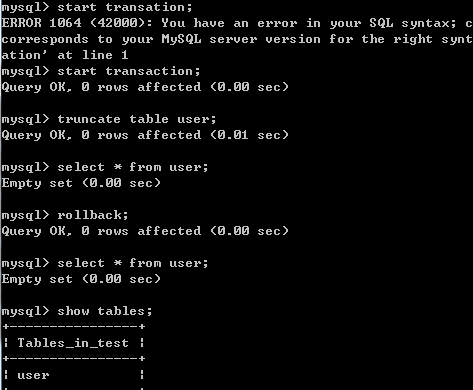 mysql> start transation;
ERROR 1064 (42000): You have an error in your SQL syntax; c
corresponds to your MySQL server version for the right synt
ation' at line 1
mysql> start transaction;
Query OK, 0 rows affected (0.00 sec)
mysql> truncate table user;
Query OK, 0 rows affected (0.01 sec)
mysql> select * from user;
Empty set (0.00 sec)
mysql> rollback;
Query OK, 0 rows affected (0.00 sec)
mysql> select * from user;
Empty set (0.00 sec)
mysql> show tables;
+----------------+
| Tables_in_test |
+----------------+
| user           |